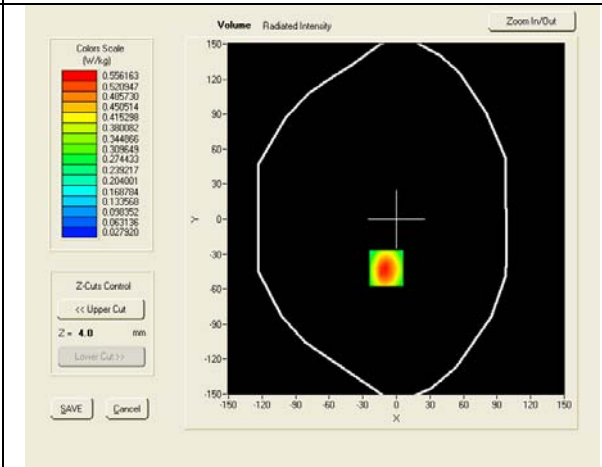 Volume Radiated Intensity
Zoom In/Out
Colors Scale
(W/kg)
0.556163
0.520947
0.485730
0.450514
0.415298
0.380082
0.344866
0.309649
0.274433
0.239217
0.204001
0.168784
0.133568
0.098352
0.063136
0.027920
Z-Cuts Control
<< Upper Cut
Z = 4.0 mm
Lower Cut >>
SAVE Cancel
150
120
90
60
30
0
-30
-60
-90
-120
-150
Y
-150 -120 -90 -60 -30 0 30 60 90 120 150
X